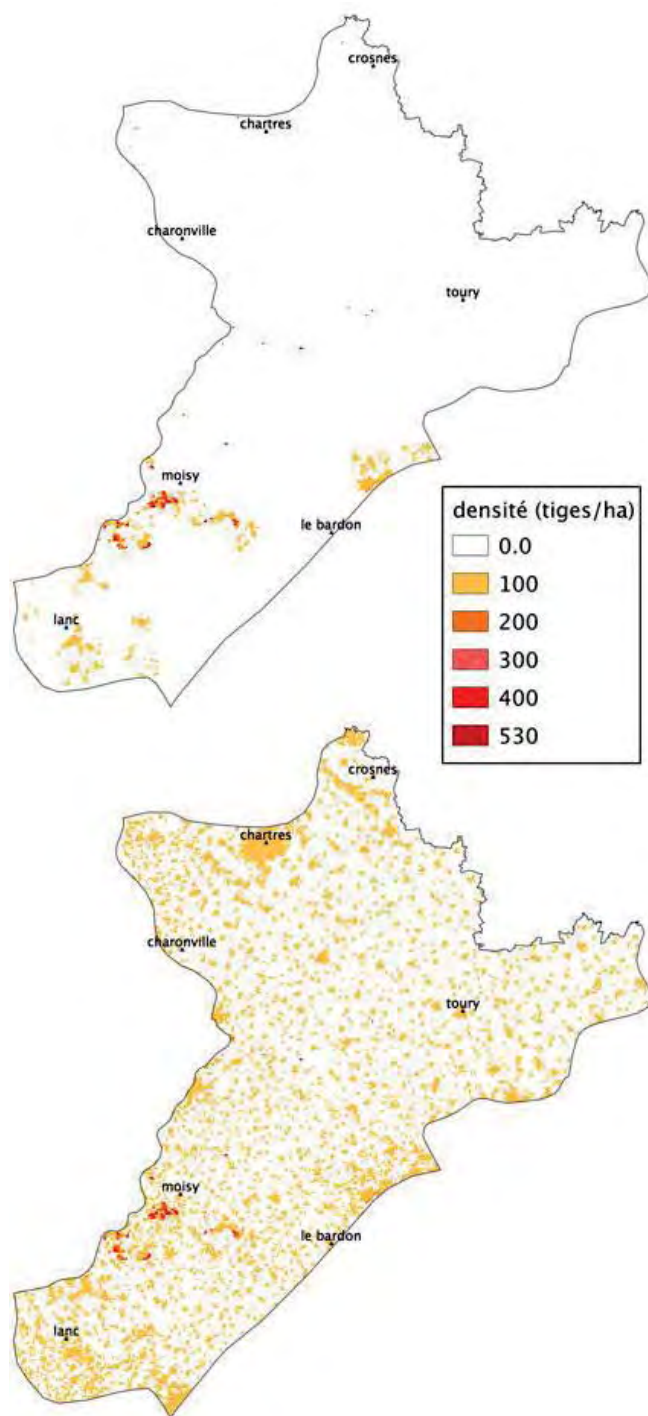 crosnes
chartres
charonville
toury
moisy
le bardon
lanc
densité (tiges/ha)
0.0
100
200
300
400
530
crosnes
chartres
charonville
toury
moisy
le bardon
lanc